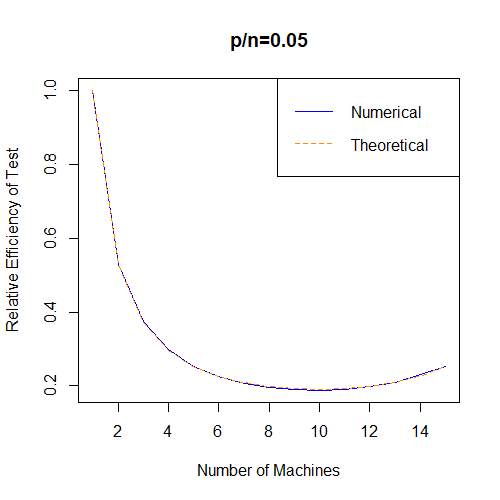 p/n=0.05
Relative Efficiency of Test
1.0
0.8
0.6
0.4
0.2
Numerical
Theoretical
2 4 6 8 10 12 14
Number of Machines